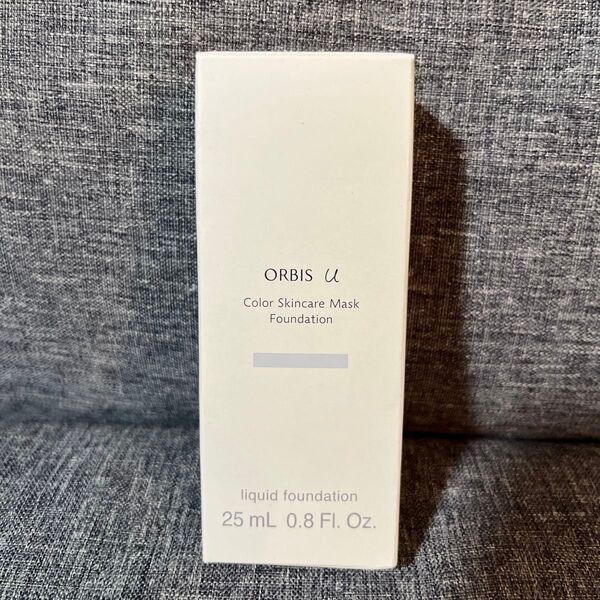 ORBIS u
Color Skincare Mask
Foundation
liquid foundation
25 mL 0.8 Fl. Oz.